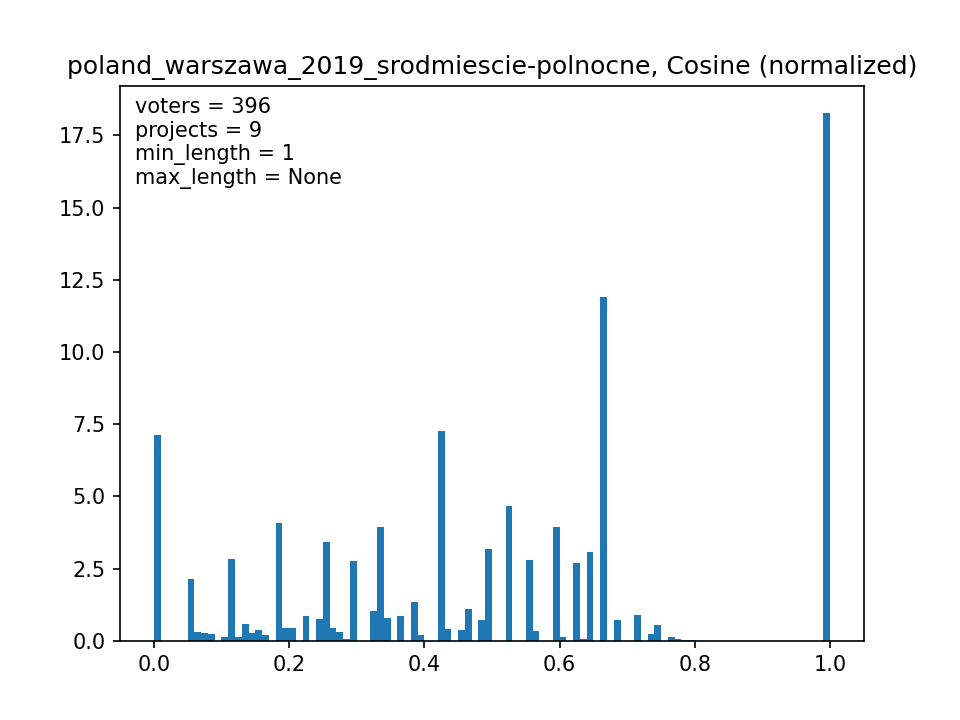 poland_warszawa_2019_srodmiescie-polnocne, Cosine (normalized)
voters = 396
projects = 9
min_length = 1
max_length = None
17.5
15.0
12.5
10.0
7.5
5.0
2.5
0.0
0.0 0.2 0.4 0.6 0.8 1.0